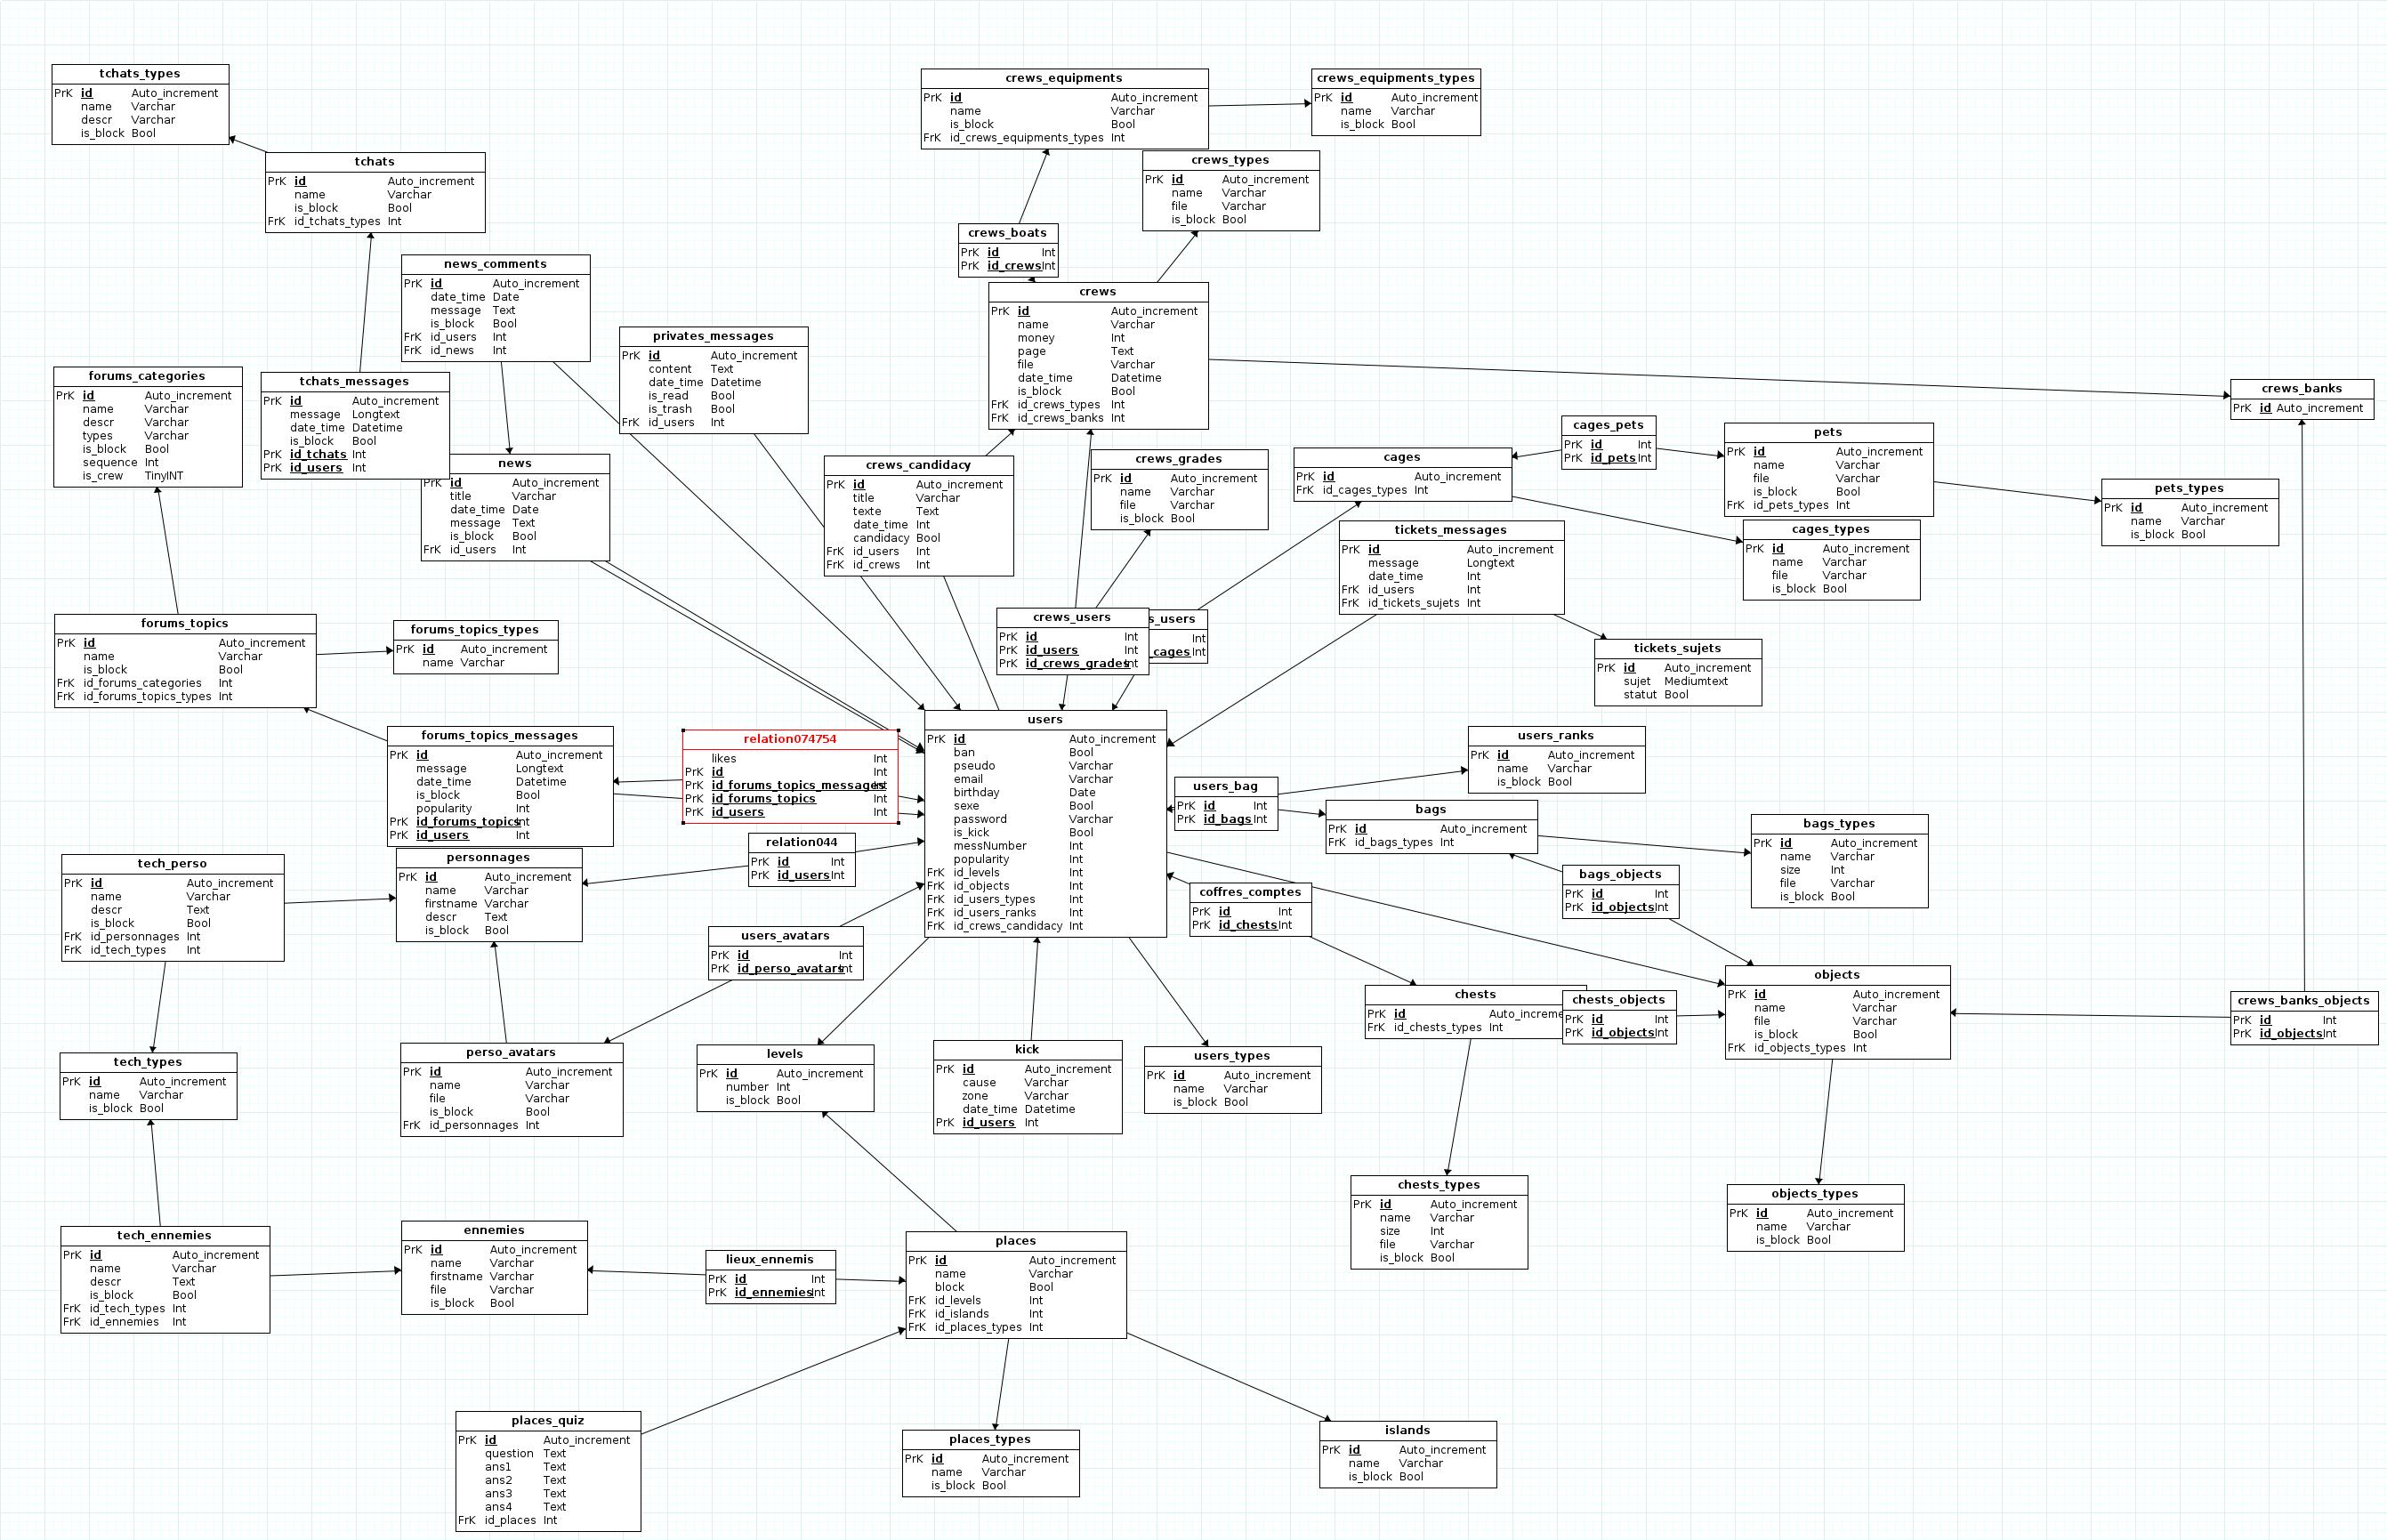 tchats_types
PrK id Auto_increment
name Varchar
descr Varchar
is_block Bool
crews_equipments
PrK id Auto_increment
name Varchar
is_block Bool
FrK id_crews_equipments_types Int
crews_equipments_types
PrK id Auto_increment
name Varchar
is_block Bool
tchats
PrK id Auto_increment
name Varchar
is_block Bool
FrK id_tchats_types Int
crews_types
PrK id Auto_increment
name Varchar
file Varchar
is_block Bool
crews_boats
PrK id Int
PrK id_crews Int
news_comments
PrK id Auto_increment
date_time Date
message Text
is_block Bool
FrK id_users Int
FrK id_news Int
crews
PrK id Auto_increment
name Varchar
money Int
page Text
file Varchar
date_time Datetime
is_block Bool
FrK id_crews_types Int
FrK id_crews_banks Int
privates_messages
PrK id Auto_increment
content Text
date_time Datetime
is_read Bool
is_trash Bool
FrK id_users Int
forums_categories
PrK id Auto_increment
name Varchar
descr Varchar
types Varchar
is_block Bool
sequence Int
is_crew TinyINT
tchats_messages
PrK id Auto_increment
message Longtext
date_time Datetime
is_block Bool
PrK id_tchats Int
PrK id_users Int
crews_banks
PrK id Auto_increment
cages_pets
PrK id Int
PrK id_pets Int
pets
PrK id Auto_increment
name Varchar
file Varchar
is_block Bool
FrK id_pets_types Int
news
PrK id Auto_increment
title Varchar
date_time Date
message Text
is_block Bool
FrK id_users Int
crews_candidacy
PrK id Auto_increment
title Varchar
texte Text
date_time Int
candidacy Bool
FrK id_users Int
FrK id_crews Int
crews_grades
PrK id Auto_increment
name Varchar
file Varchar
is_block Bool
cages
PrK id Auto_increment
FrK id_cages_types Int
pets_types
PrK id Auto_increment
name Varchar
is_block Bool
tickets_messages
PrK id Auto_increment
message Longtext
date_time Int
FrK id_users Int
FrK id_tickets_sujets Int
cages_types
PrK id Auto_increment
name Varchar
file Varchar
is_block Bool
crews_users
PrK id Int
PrK id_users Int
PrK id_crews_grades Int
s_users
Int
_cages Int
forums_topics
PrK id Auto_increment
name Varchar
is_block Bool
FrK id_forums_categories Int
FrK id_forums_topics_types Int
forums_topics_types
PrK id Auto_increment
name Varchar
tickets_sujets
PrK id Auto_increment
sujet Mediumtext
statut Bool
users
PrK id Auto_increment
ban Bool
pseudo Varchar
email Varchar
birthday Date
sexe Bool
password Varchar
is_kick Bool
messNumber Int
popularity Int
FrK id_levels Int
FrK id_objects Int
FrK id_users_types Int
FrK id_users_ranks Int
FrK id_crews_candidacy Int
forums_topics_messages
PrK id Auto_increment
message Longtext
date_time Datetime
is_block Bool
popularity Int
PrK id_forums_topics Int
PrK id_users Int
relation074754
likes Int
PrK id Int
PrK id_forums_topics_messages Int
PrK id_forums_topics Int
PrK id_users Int
users_ranks
PrK id Auto_increment
name Varchar
is_block Bool
users_bag
PrK id Int
PrK id_bags Int
bags
PrK id Auto_increment
FrK id_bags_types Int
bags_types
PrK id Auto_increment
name Varchar
size Int
file Varchar
is_block Bool
relation044
PrK id Int
PrK id_users Int
tech_perso
PrK id Auto_increment
name Varchar
descr Text
is_block Bool
FrK id_personnages Int
FrK id_tech_types Int
personnages
PrK id Auto_increment
name Varchar
firstname Varchar
descr Text
is_block Bool
bags_objects
PrK id Int
PrK id_objects Int
coffres_comptes
PrK id Int
PrK id_chests Int
users_avatars
PrK id Int
PrK id_perso_avatars Int
objects
PrK id Auto_increment
name Varchar
file Varchar
is_block Bool
FrK id_objects_types Int
chests
PrK id Auto_increme
FrK id_chests_types Int
chests_objects
PrK id Int
PrK id_objects Int
crews_banks_objects
PrK id Int
PrK id_objects Int
tech_types
PrK id Auto_increment
name Varchar
is_block Bool
perso_avatars
PrK id Auto_increment
name Varchar
file Varchar
is_block Bool
FrK id_personnages Int
levels
PrK id Auto_increment
number Int
is_block Bool
kick
PrK id Auto_increment
cause Varchar
zone Varchar
date_time Datetime
PrK id_users Int
users_types
PrK id Auto_increment
name Varchar
is_block Bool
chests_types
PrK id Auto_increment
name Varchar
size Int
file Varchar
is_block Bool
objects_types
PrK id Auto_increment
name Varchar
is_block Bool
tech_ennemies
PrK id Auto_increment
name Varchar
descr Text
is_block Bool
FrK id_tech_types Int
FrK id_ennemies Int
ennemies
PrK id Auto_increment
name Varchar
firstname Varchar
file Varchar
is_block Bool
lieux_ennemis
PrK id Int
PrK id_ennemies Int
places
PrK id Auto_increment
name Varchar
block Bool
FrK id_levels Int
FrK id_islands Int
FrK id_places_types Int
places_quiz
PrK id Auto_increment
question Text
ans1 Text
ans2 Text
ans3 Text
ans4 Text
FrK id_places Int
places_types
PrK id Auto_increment
name Varchar
is_block Bool
islands
PrK id Auto_increment
name Varchar
is_block Bool